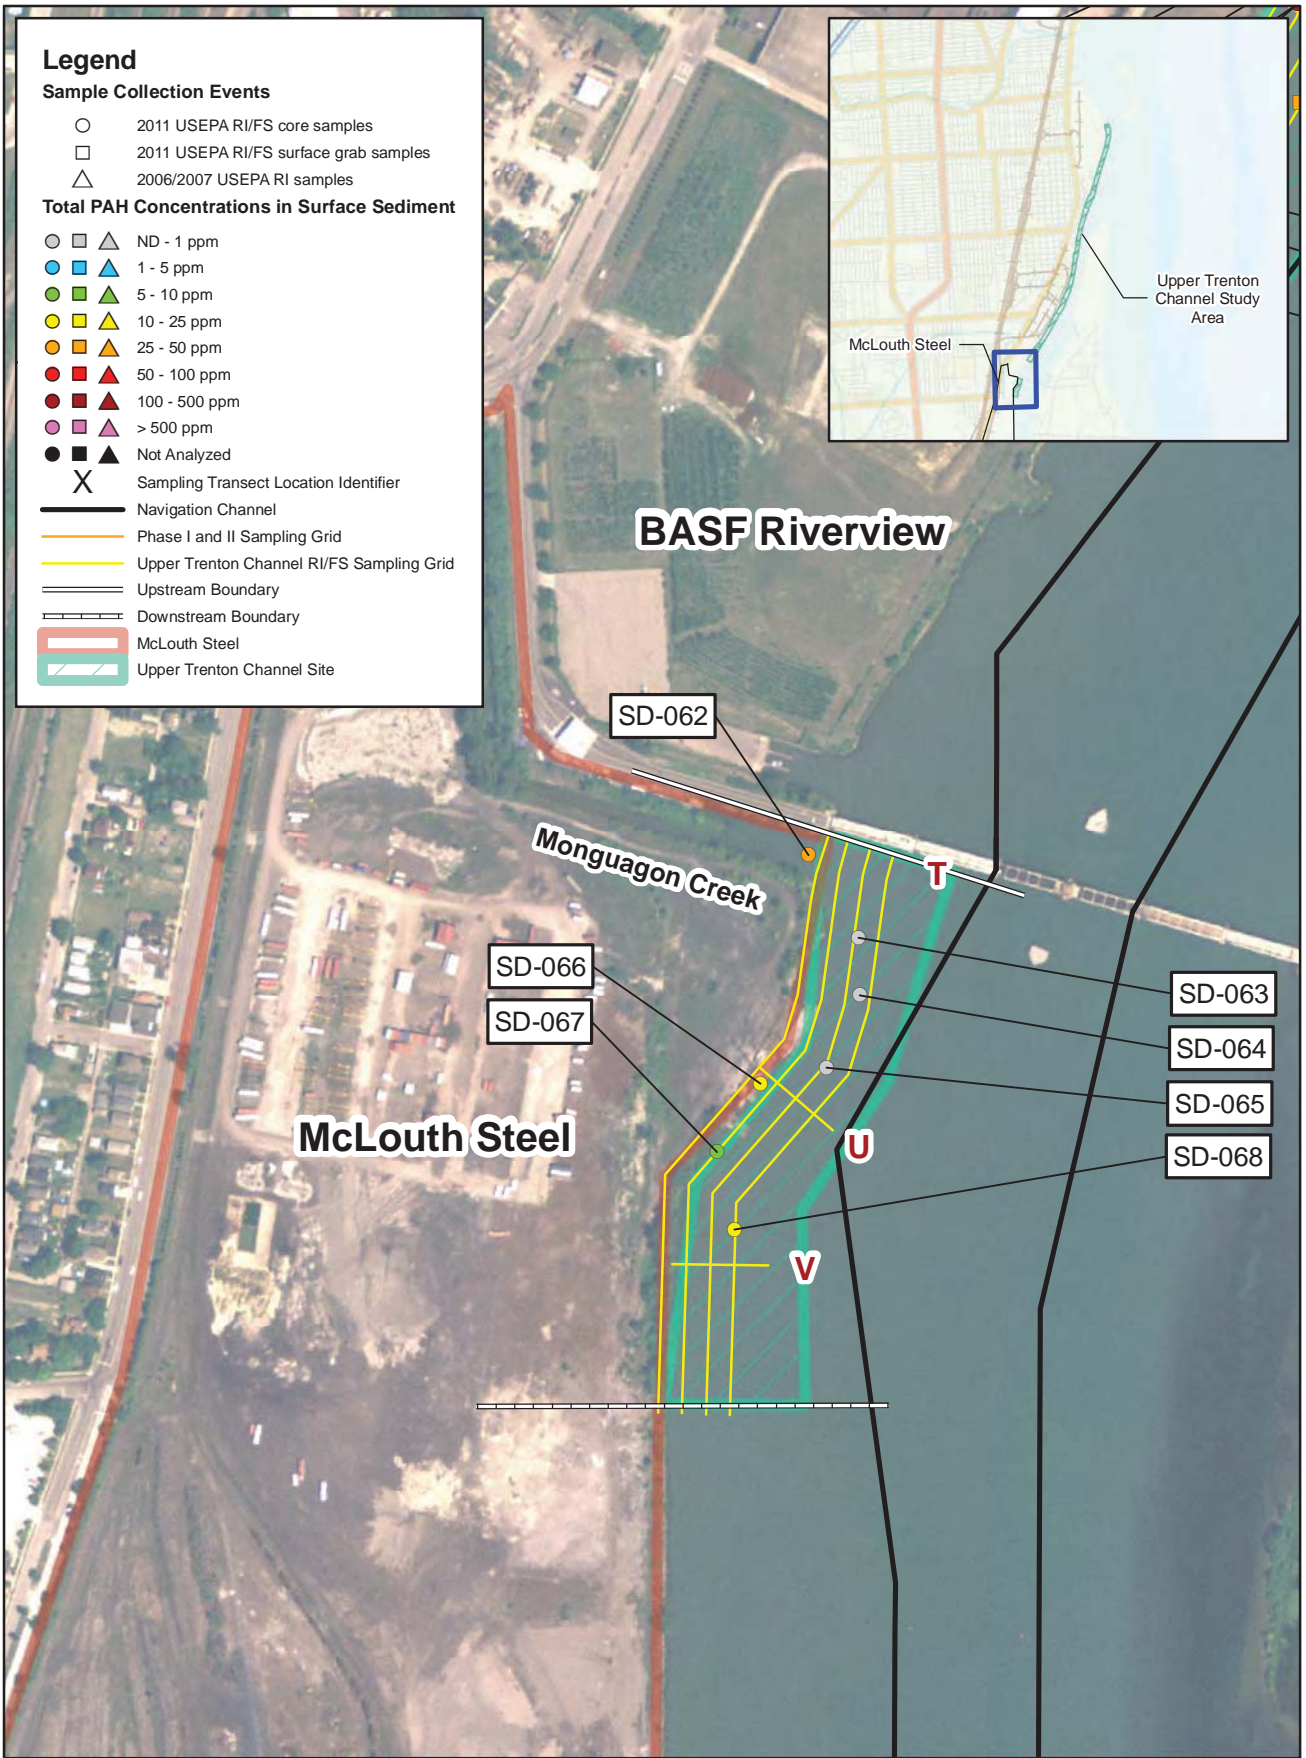 Legend
Sample Collection Events
2011 USEPA RI/FS core samples
2011 USEPA RI/FS surface grab samples
2006/2007 USEPA RI samples
Total PAH Concentrations in Surface Sediment
ND - 1 ppm
1 - 5 ppm
5 - 10 ppm
10 - 25 ppm
25 - 50 ppm
50 - 100 ppm
100 - 500 ppm
> 500 ppm
Not Analyzed
X Sampling Transect Location Identifier
Navigation Channel
Phase I and II Sampling Grid
Upper Trenton Channel RI/FS Sampling Grid
Upstream Boundary
Downstream Boundary
McLouth Steel
Upper Trenton Channel Site
Upper Trenton
Channel Study
Area
McLouth Steel
BASF Riverview
SD-062
Monguagon Creek
T
SD-066
SD-067
SD-063
SD-064
SD-065
SD-068
McLouth Steel
U
V